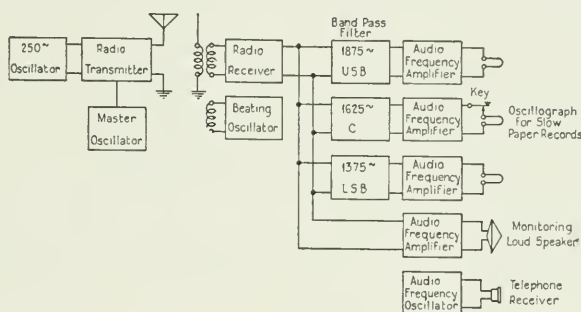 250~
Oscillator
Radio
Transmitter
Master
Oscillator
Radio
Receiver
Beating
Oscillator
Band Pass
Filter
1875~
USB
Audio
Frequency
Amplifier
1625~
C
Audio
Frequency
Amplifier
Key
Oscillograph
for Slow
Paper Records
1375~
LSB
Audio
Frequency
Amplifier
Audio
Frequency
Amplifier
Monitoring
Loud Speaker
Audio
Frequency
Oscillator
Telephone
Receiver